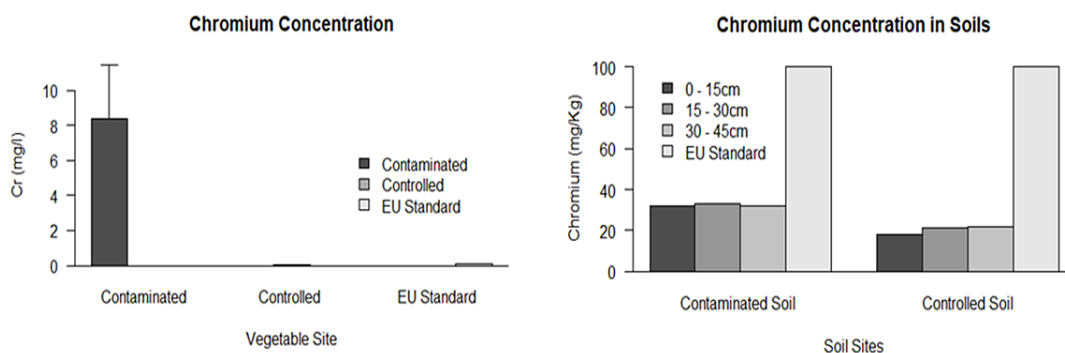 Chromium Concentration
Cr (mg/l)
10
8
6
4
2
0
Contaminated
Controlled
EU Standard
Contaminated
Controlled
EU Standard
Vegetable Site
Chromium Concentration in Soils
Chromium (mg/Kg)
100
80
60
40
20
0
0 - 15cm
15 - 30cm
30 - 45cm
EU Standard
Contaminated Soil
Controlled Soil
Soil Sites